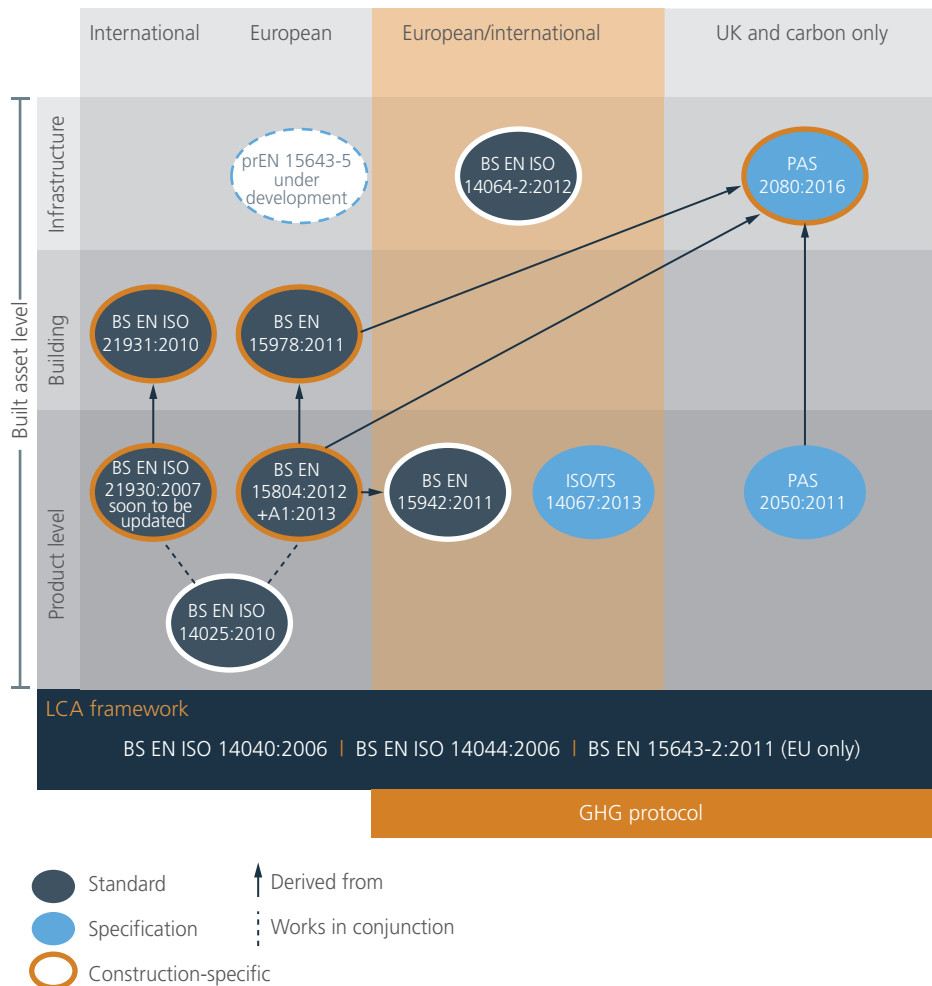 International
European
European/international
UK and carbon only
Built asset level
Infrastructure
prEN 15643-5
under
development
BS EN ISO
14064-2:2012
PAS
2080:2016
Building
BS EN ISO
21931:2010
BS EN
15978:2011
Product level
BS EN ISO
21930:2007
soon to be
updated
BS EN
15804:2012
+A1:2013
BS EN
15942:2011
ISO/TS
14067:2013
PAS
2050:2011
BS EN ISO
14025:2010
LCA framework
BS EN ISO 14040:2006 | BS EN ISO 14044:2006 | BS EN 15643-2:2011 (EU only)
GHG protocol
Standard
Derived from
Specification
Works in conjunction
Construction-specific